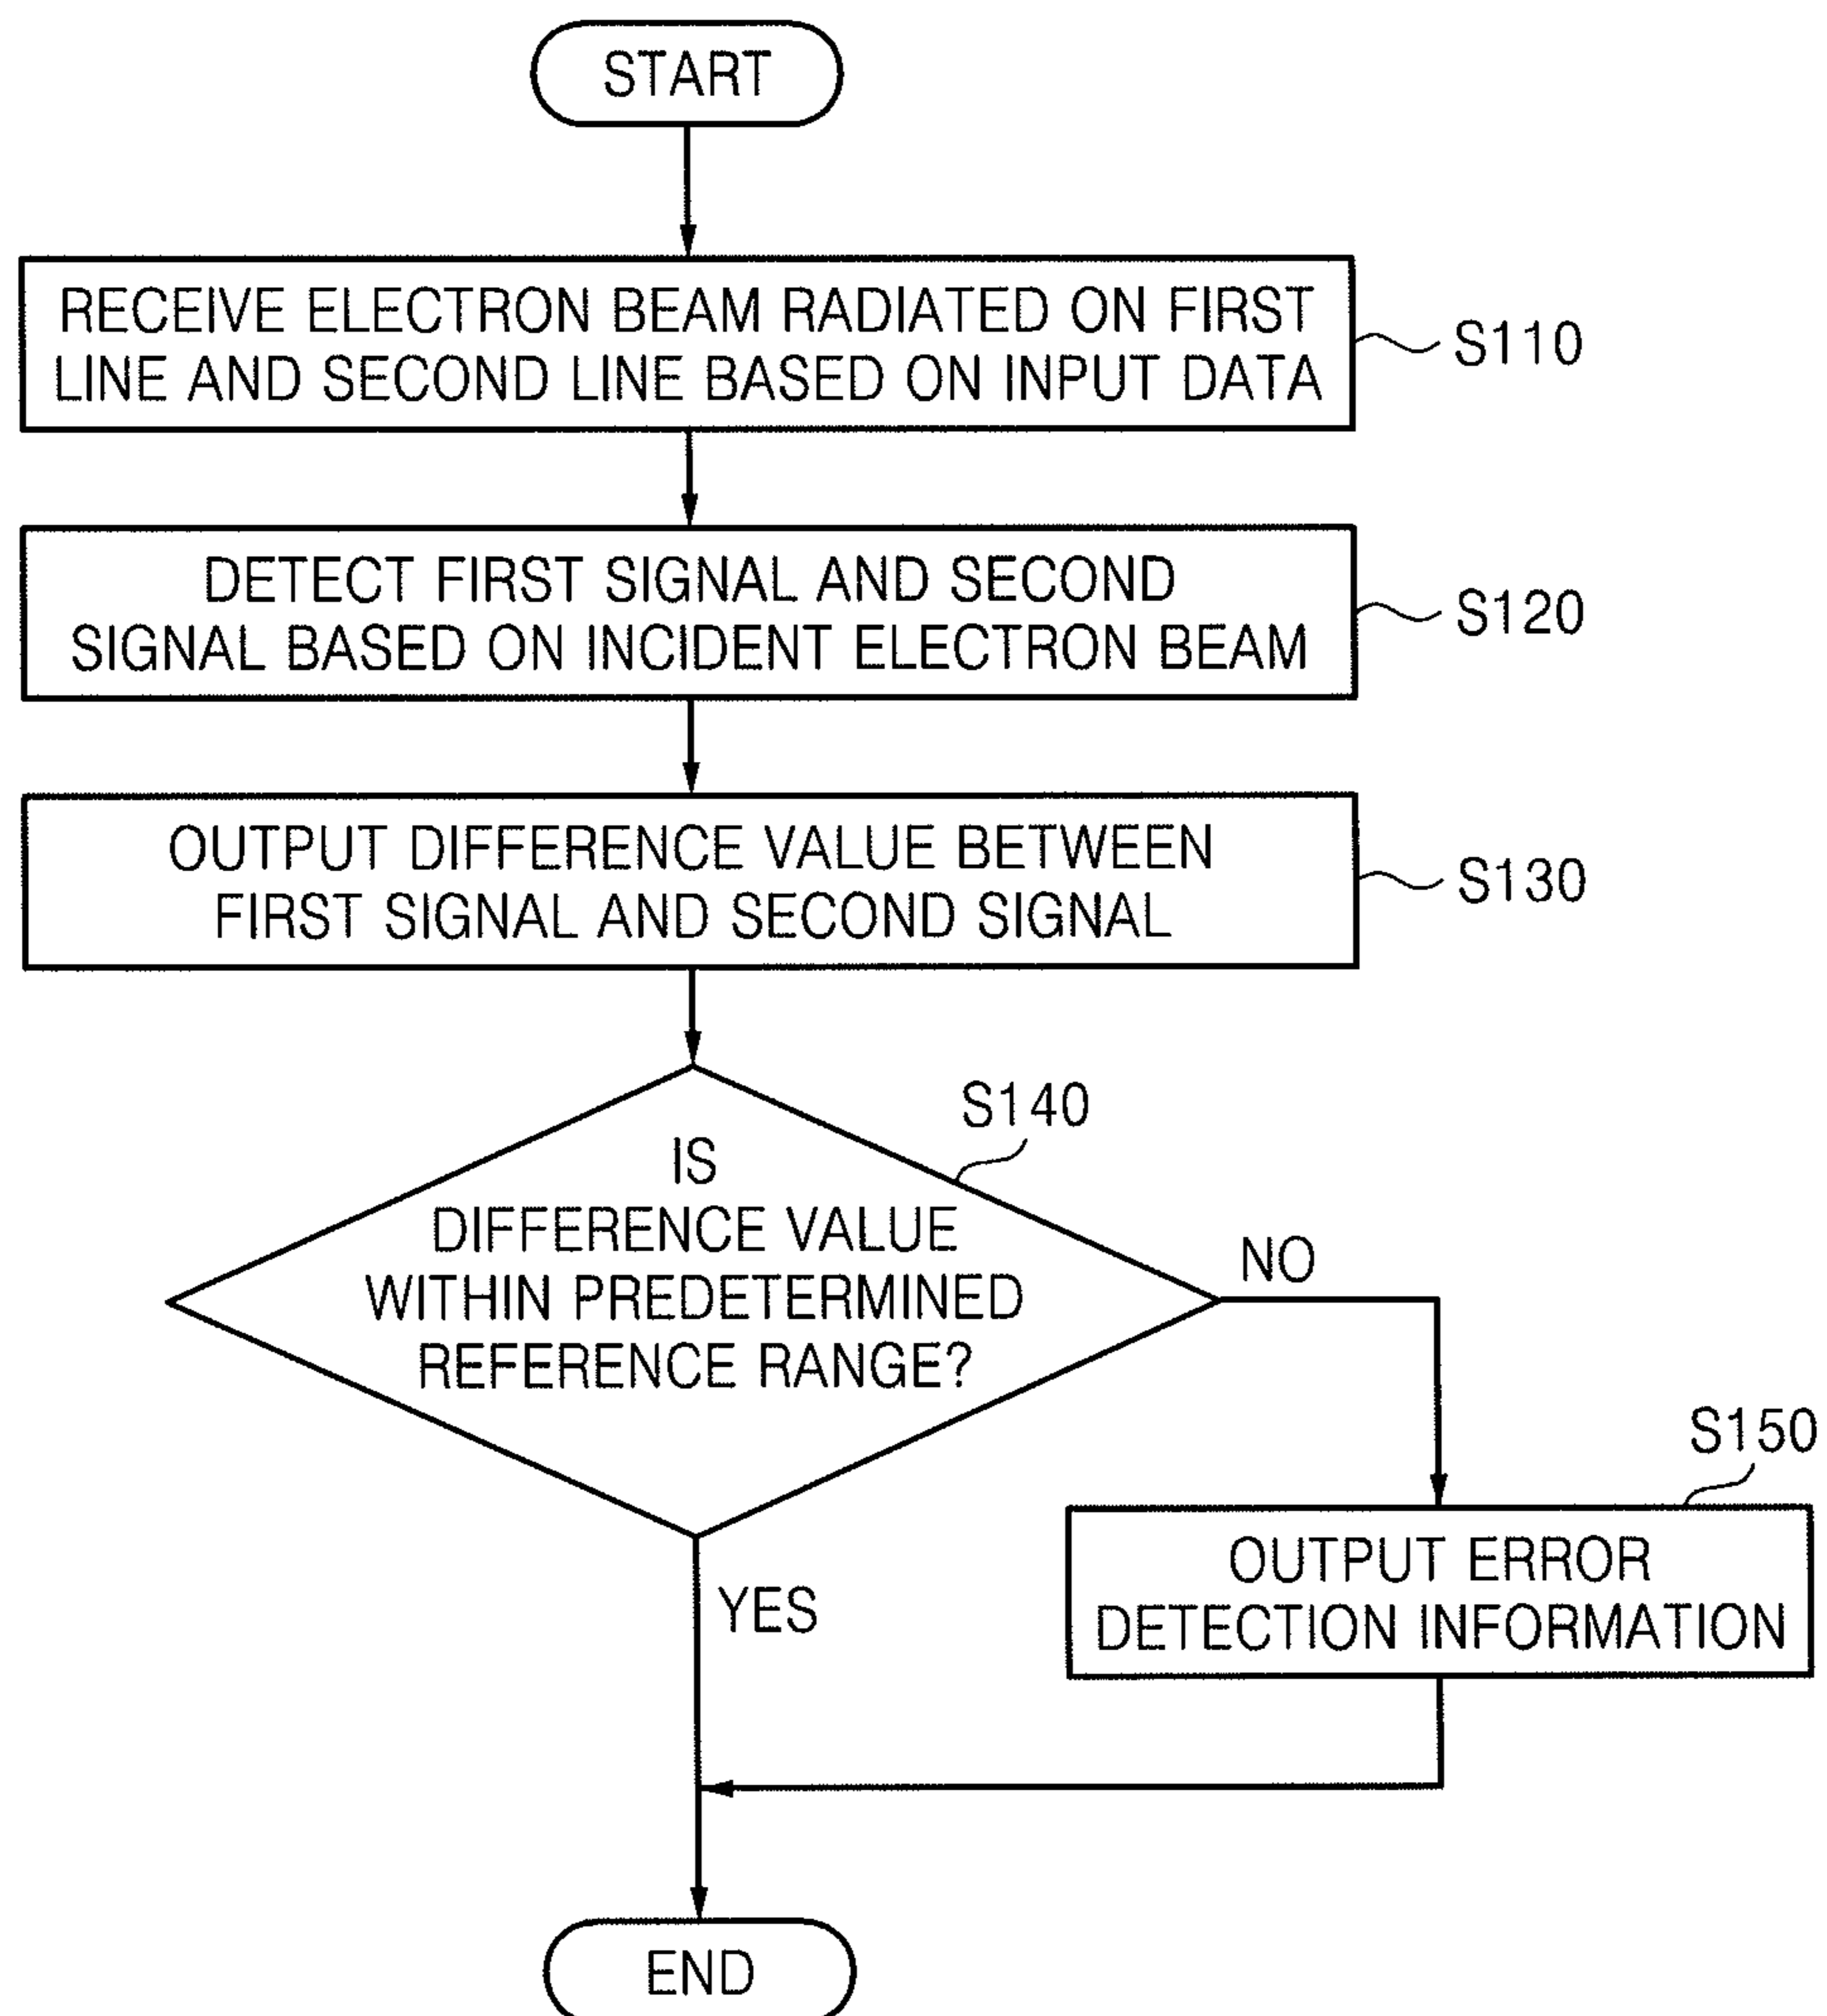 START
RECEIVE ELECTRON BEAM RADIATED ON FIRST
LINE AND SECOND LINE BASED ON INPUT DATA
S110
DETECT FIRST SIGNAL AND SECOND
SIGNAL BASED ON INCIDENT ELECTRON BEAM
S120
OUTPUT DIFFERENCE VALUE BETWEEN
FIRST SIGNAL AND SECOND SIGNAL
S130
S140
IS
DIFFERENCE VALUE
WITHIN PREDETERMINED
REFERENCE RANGE?
NO
S150
OUTPUT ERROR
DETECTION INFORMATION
YES
END